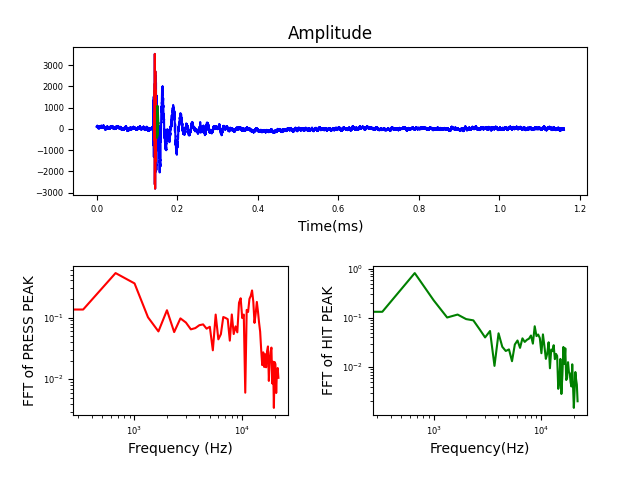 Amplitude
3000
2000
1000
0
−1000
−2000
−3000
0.0 0.2 0.4 0.6 0.8 1.0 1.2
Time(ms)
FFT of PRESS PEAK
10⁻¹
10⁻²
10³ 10⁴
Frequency (Hz)
FFT of HIT PEAK
10⁰
10⁻¹
10⁻²
10³ 10⁴
Frequency(Hz)